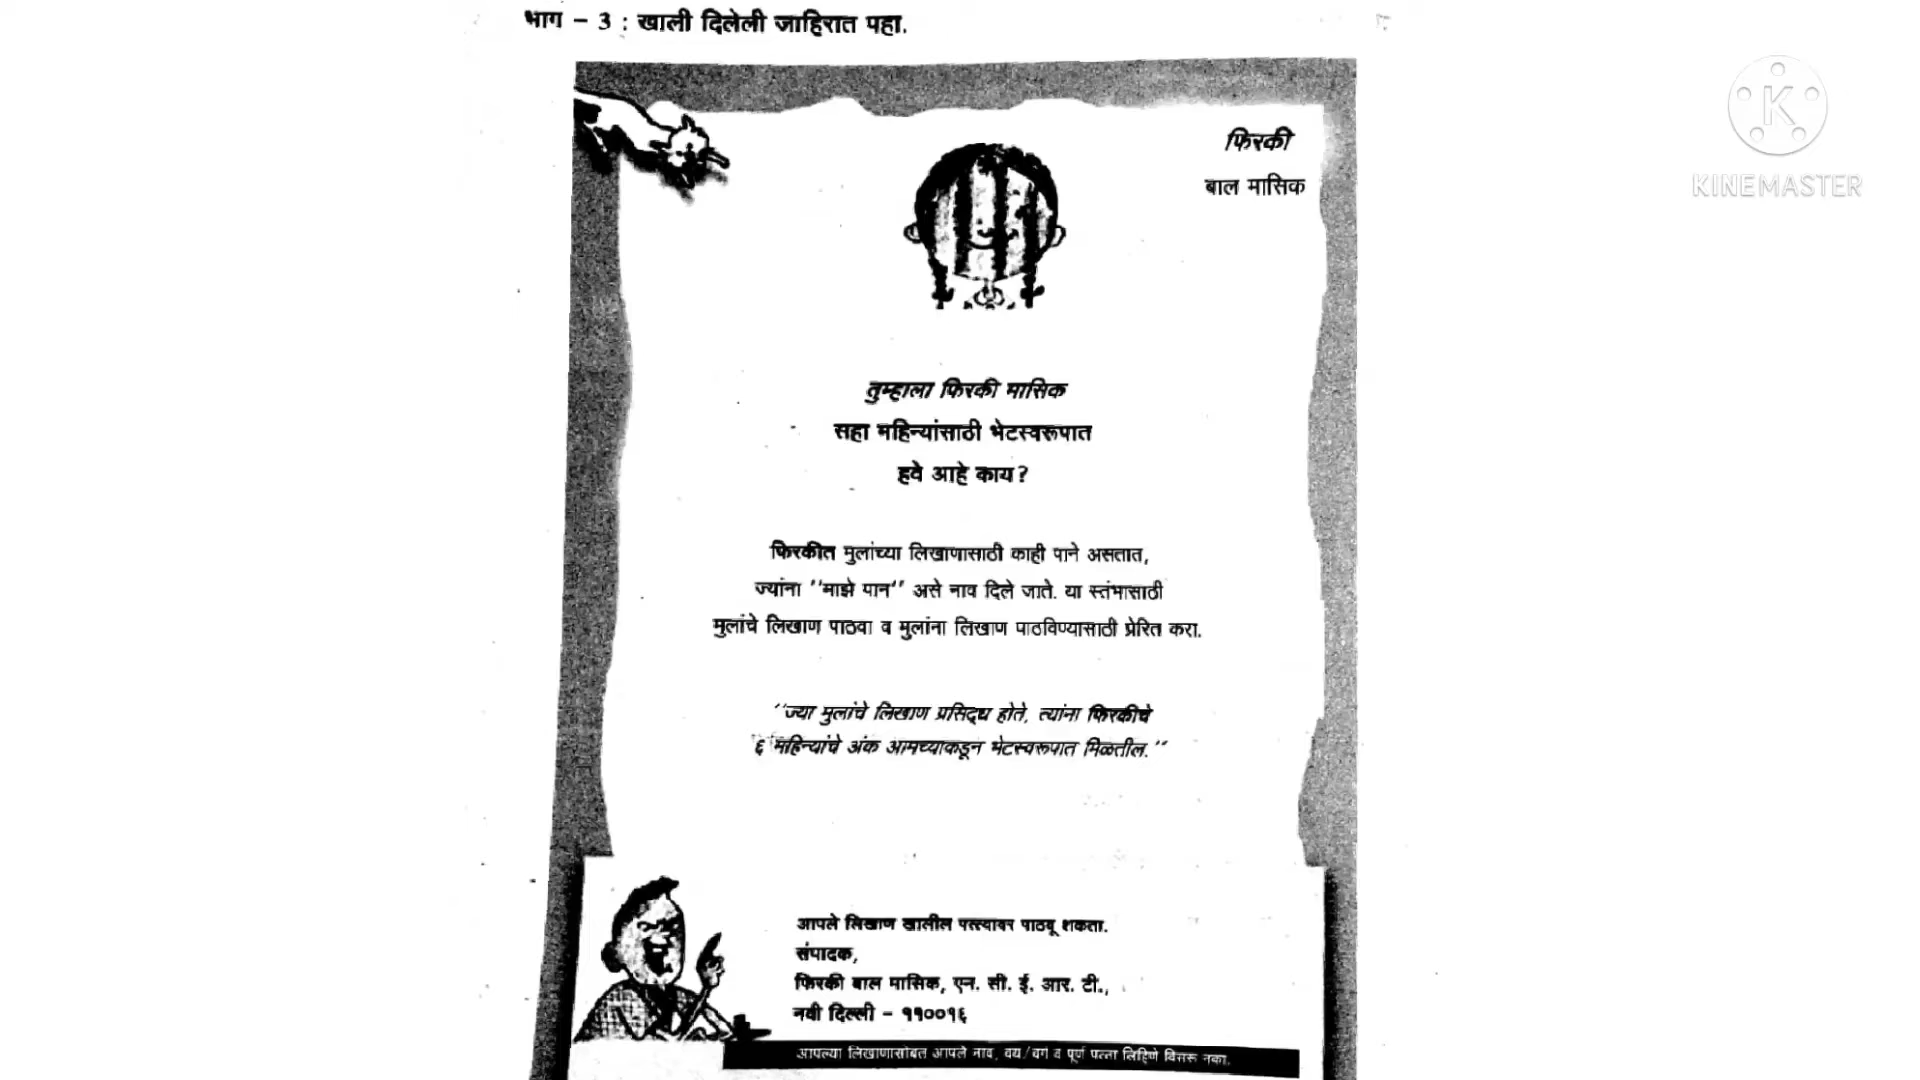 भाग – 3 : खाली दिलेली जाहिरात पहा.
फिरकी
बाल मासिक
KINEMASTER
तुम्हाला फिरकी मासिक
सहा महिन्यांसाठी भेटस्वरूपात
हवे आहे काय?
फिरकीत मुलांच्या लिखाणासाठी काही पाने असतात,
ज्यांना "माझे पान" असे नाव दिले जाते. या स्तंभासाठी
मुलांचे लिखाण पाठवा व मुलांना लिखाण पाठविण्यासाठी प्रेरित करा.
"ज्या मुलांचे लिखाण प्रसिद्ध होते, त्यांना फिरकीचे
६ महिन्यांचे अंक आमच्याकडून भेटस्वरूपात मिळतील."
आपले लिखाण खालील पत्त्यावर पाठवू शकता.
संपादक,
फिरकी बाल मासिक, एन. सी. ई. आर. टी.,
नवी दिल्ली – ११००१६
आपल्या लिखाणासोबत आपले नाव, वय/वर्ग व पूर्ण पत्ता लिहिणे विसरू नका.